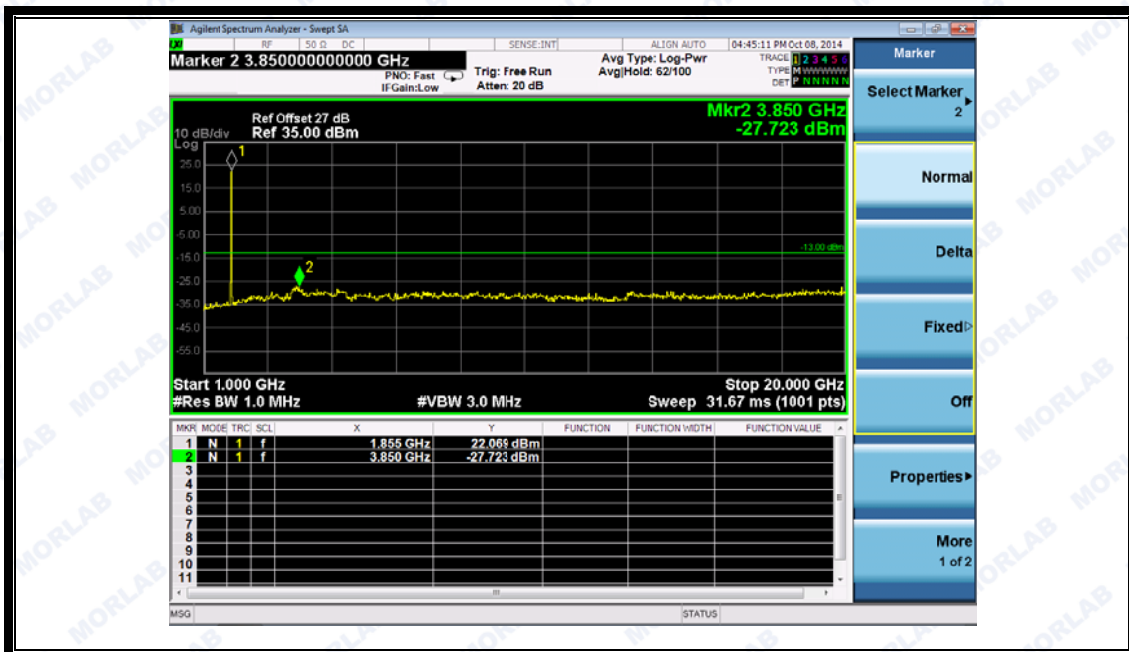 Agilent Spectrum Analyzer - Swept SA
RF 50 Ω DC SENSE:INT ALIGN AUTO 04:45:11 PM Oct 08, 2014
Marker 2 3.850000000000 GHz
PNO: Fast
IFGain:Low
Trig: Free Run
Atten: 20 dB
Avg Type: Log-Pwr
Avg|Hold: 62/100
TRACE 1 2 3 4 5 6
TYPE M W W W W W
DET P N N N N N
Mkr2 3.850 GHz
-27.723 dBm
Ref Offset 27 dB
10 dB/div Ref 35.00 dBm
Log
25.0
15.0
5.00
-5.00
-15.0
-25.0
-35.0
-45.0
-55.0
1
2
-13.00 dBm
Start 1.000 GHz Stop 20.000 GHz
#Res BW 1.0 MHz #VBW 3.0 MHz Sweep 31.67 ms (1001 pts)
MKR MODE TRC SCL X Y FUNCTION FUNCTION WIDTH FUNCTION VALUE
1 N 1 f 1.855 GHz 22.069 dBm
2 N 1 f 3.850 GHz -27.723 dBm
3
4
5
6
7
8
9
10
11
MSG STATUS
Marker
Select Marker
2
Normal
Delta
Fixed
Off
Properties
More
1 of 2
MORLAB